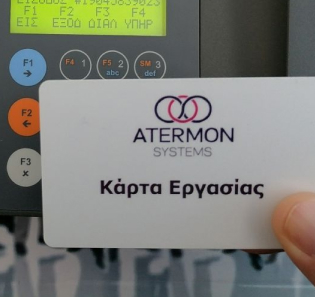 F1 F2 F3 F4
ΕΙΣ ΕΞΟΔ ΔΙΑΛ ΥΠΗΡ
F1
F4 1
F5 2
abc
SM 3
def
F2
F3
x
ATERMON
SYSTEMS
Κάρτα Εργασίας